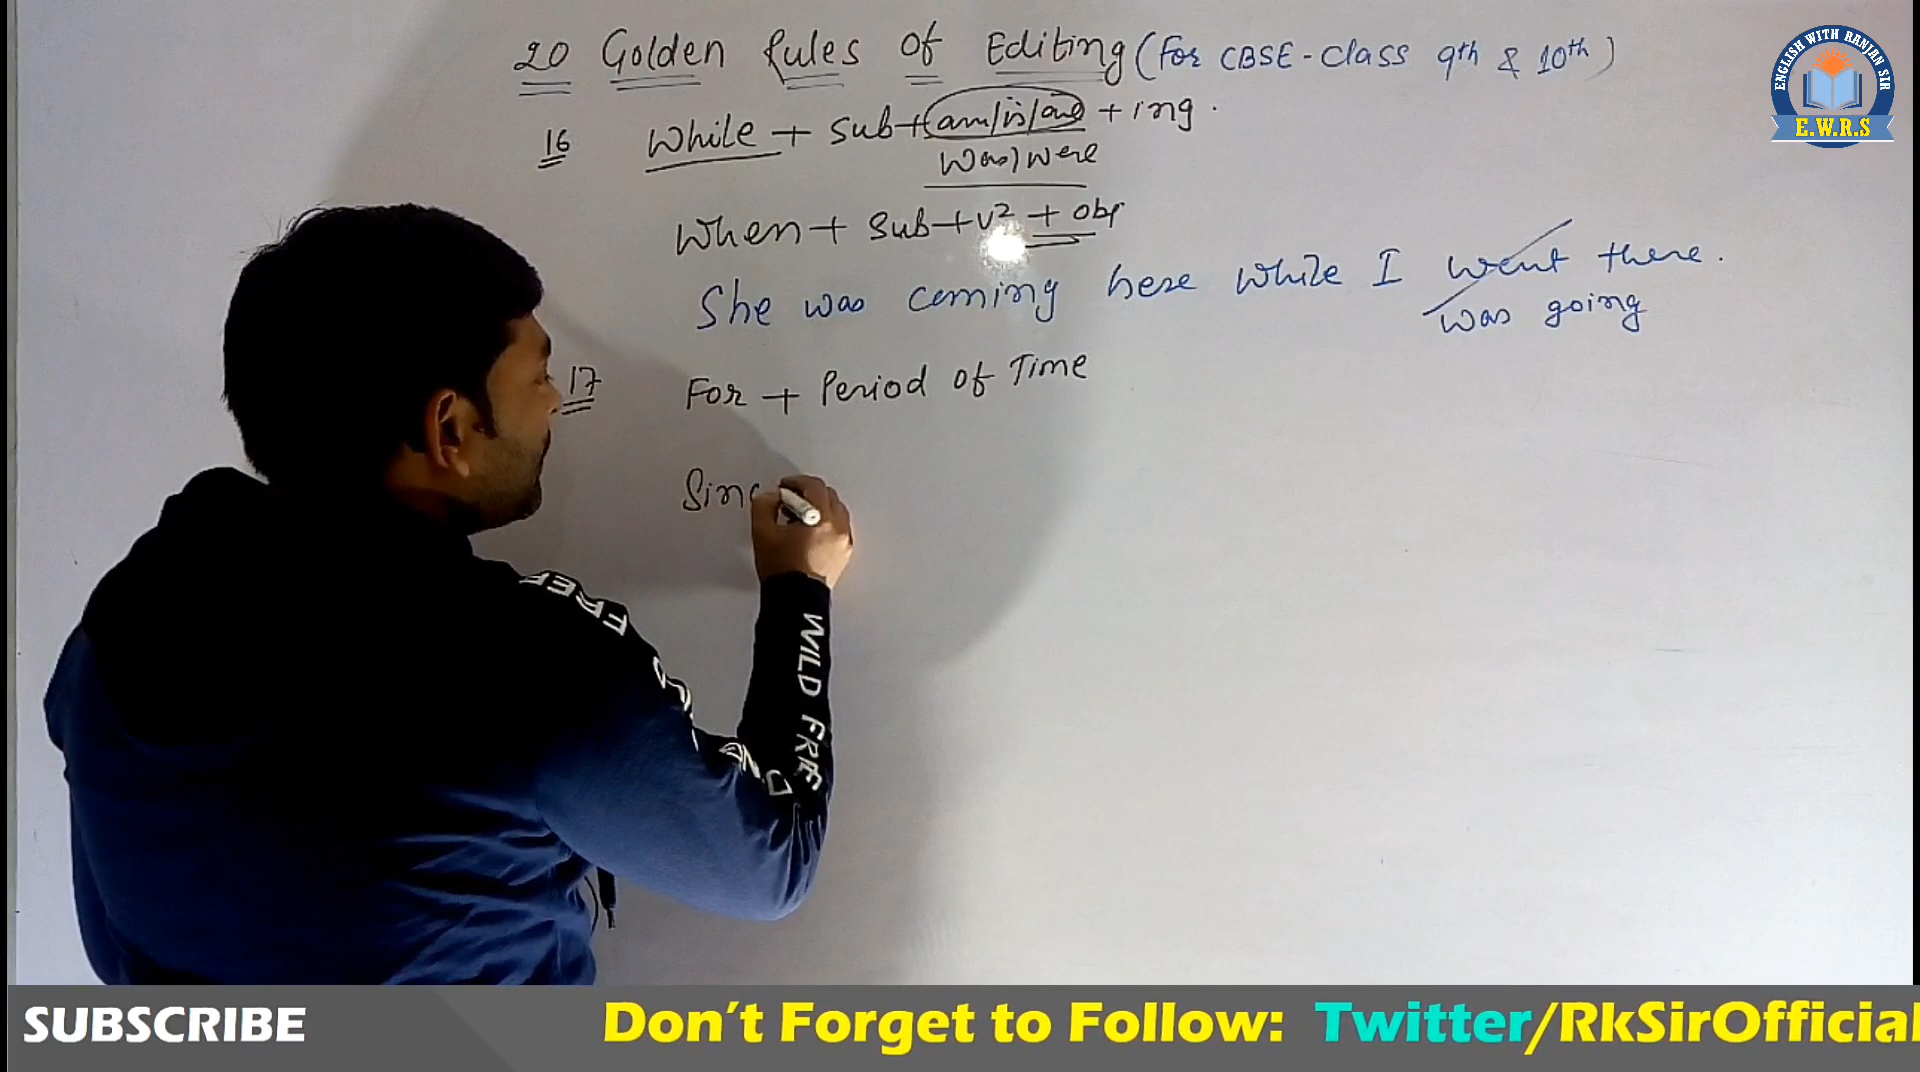 20 Golden Rules of Editing (For CBSE - Class 9th & 10th)
ENGLISH WITH RANJAN SIR
E.W.R.S
16 While + Sub + am/is/are + ing.
Was/were
When + Sub + V2 + obj
She was coming here while I went there.
was going
17 For + Period of Time
Sinc
FREE
WILD FREE
SUBSCRIBE
Don't Forget to Follow: Twitter/RkSirOfficial